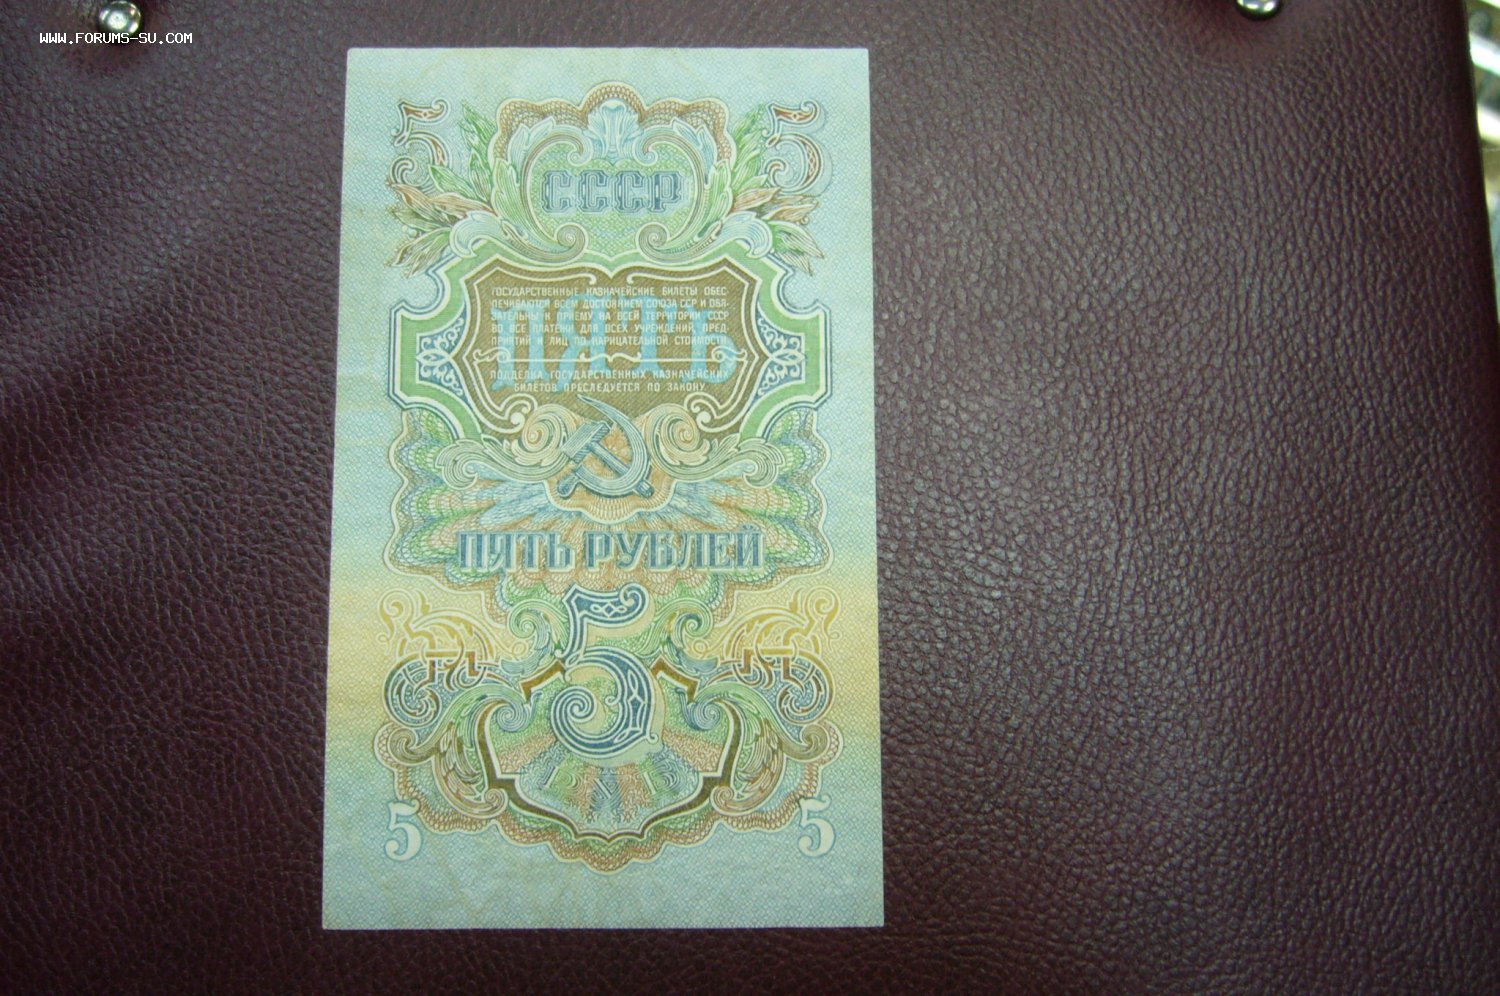 WWW.FORUMS-SU.COM
5 5
СССР
ГОСУДАРСТВЕННЫЕ КАЗНАЧЕЙСКИЕ БИЛЕТЫ ОБЕС-
ПЕЧИВАЮТСЯ ВСЕМ ДОСТОЯНИЕМ СОЮЗА ССР И ОБЯ-
ЗАТЕЛЬНЫ К ПРИЕМУ НА ВСЕЙ ТЕРРИТОРИИ СССР
ВО ВСЕ ПЛАТЕЖИ ДЛЯ ВСЕХ УЧРЕЖДЕНИЙ, ПРЕД-
ПРИЯТИЙ И ЛИЦ ПО НАРИЦАТЕЛЬНОЙ СТОИМОСТИ.
ПЯТЬ
ПОДДЕЛКА ГОСУДАРСТВЕННЫХ КАЗНАЧЕЙСКИХ
БИЛЕТОВ ПРЕСЛЕДУЕТСЯ ПО ЗАКОНУ.
ПЯТЬ РУБЛЕЙ
5
5 5